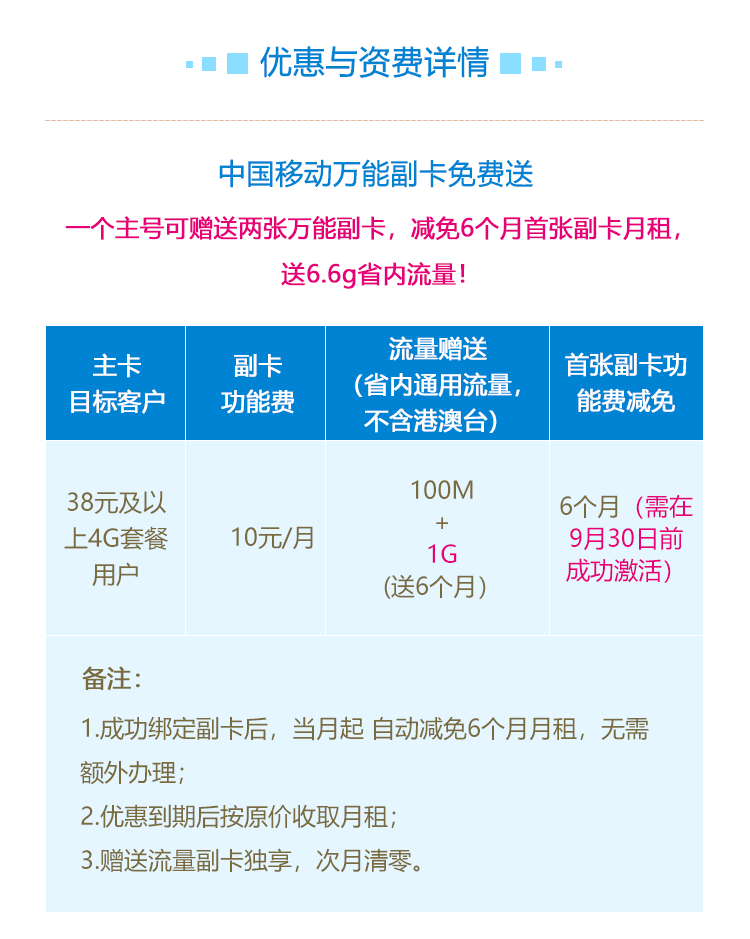 优惠与资费详情
中国移动万能副卡免费送
一个主号可赠送两张万能副卡，减免6个月首张副卡月租，
送6.6g省内流量！
主卡
目标客户
副卡
功能费
流量赠送
（省内通用流量，
不含港澳台）
首张副卡功
能费减免
38元及以
上4G套餐
用户
10元/月
100M
+
1G
(送6个月）
6个月（需在
9月30日前
成功激活）
备注：
1.成功绑定副卡后，当月起 自动减免6个月月租，无需
额外办理；
2.优惠到期后按原价收取月租；
3.赠送流量副卡独享，次月清零。